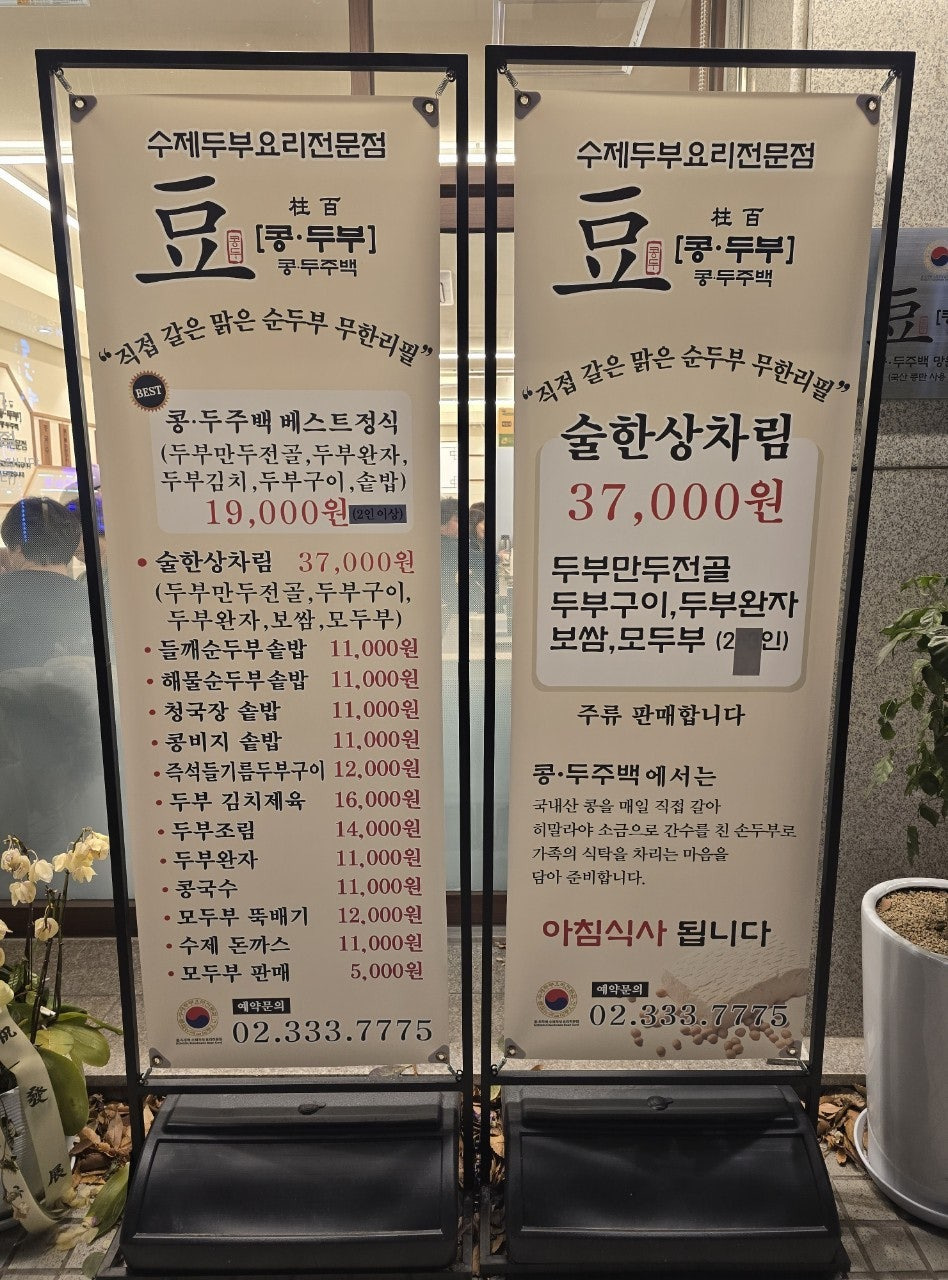 수제두부요리전문점
豆
콩두
柱百
[콩·두부]
콩·두주백
“직접 갈은 맑은 순두부 무한리필”
BEST
콩·두주백 베스트정식
(두부만두전골,두부완자,
두부김치,두부구이,솥밥)
19,000원(2인 이상)
• 술한상차림 37,000원
(두부만두전골,두부구이,
두부완자,보쌈,모두부)
• 들깨순두부솥밥 11,000원
• 해물순두부솥밥 11,000원
• 청국장 솥밥 11,000원
• 콩비지 솥밥 11,000원
• 즉석들기름두부구이 12,000원
• 두부 김치제육 16,000원
• 두부조림 14,000원
• 두부완자 11,000원
• 콩국수 11,000원
• 모두부 뚝배기 12,000원
• 수제 돈까스 11,000원
• 모두부 판매 5,000원
예약문의
02.333.7775
수제두부요리전문점
豆
콩두
柱百
[콩·두부]
콩·두주백
“직접 갈은 맑은 순두부 무한리필”
술한상차림
37,000원
두부만두전골
두부구이,두부완자
보쌈,모두부 (2 인)
주류 판매합니다
콩·두주백에서는
국내산 콩을 매일 직접 갈아
히말라야 소금으로 간수를 친 손두부로
가족의 식탁을 차리는 마음을
담아 준비합니다.
아침식사 됩니다
예약문의
02.333.7775
豆
두주백
祝
發
展